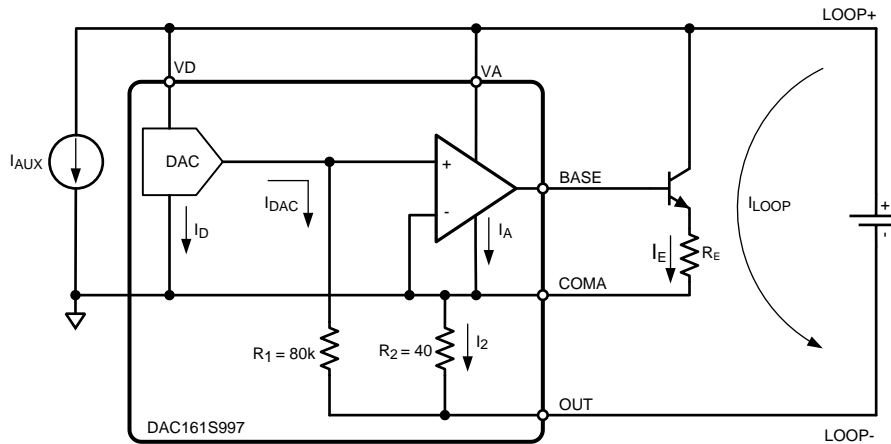 LOOP+
VD
VA
IAUX
DAC
+
-
BASE
IDAC
ID
IA
IE
RE
ILOOP
+
-
COMA
R1 = 80k
R2 = 40
I2
OUT
DAC161S997
LOOP-